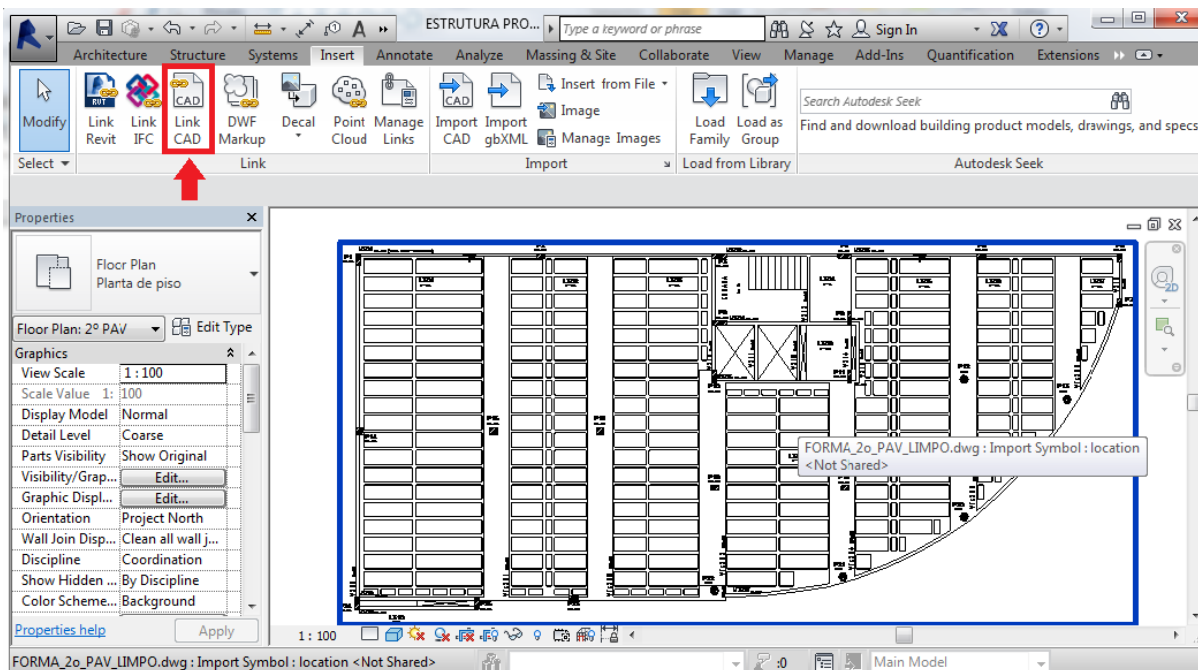 ESTRUTURA PRO...
Type a keyword or phrase
Sign In
Architecture Structure Systems Insert Annotate Analyze Massing & Site Collaborate View Manage Add-Ins Quantification Extensions
Modify
Link Revit
Link IFC
Link CAD
DWF Markup
Decal
Point Cloud
Manage Links
Import CAD
Import gbXML
Insert from File
Image
Manage Images
Load Family
Load as Group
Search Autodesk Seek
Find and download building product models, drawings, and specs
Select
Link
Import
Load from Library
Autodesk Seek
Properties
Floor Plan
Planta de piso
Floor Plan: 2º PAV
Edit Type
Graphics
View Scale 1 : 100
Scale Value 1: 100
Display Model Normal
Detail Level Coarse
Parts Visibility Show Original
Visibility/Grap... Edit...
Graphic Displ... Edit...
Orientation Project North
Wall Join Disp... Clean all wall j...
Discipline Coordination
Show Hidden ... By Discipline
Color Scheme... Background
Properties help
Apply
FORMA_2o_PAV_LIMPO.dwg : Import Symbol : location
<Not Shared>
1 : 100
FORMA_2o_PAV_LIMPO.dwg : Import Symbol : location <Not Shared>
:0
Main Model